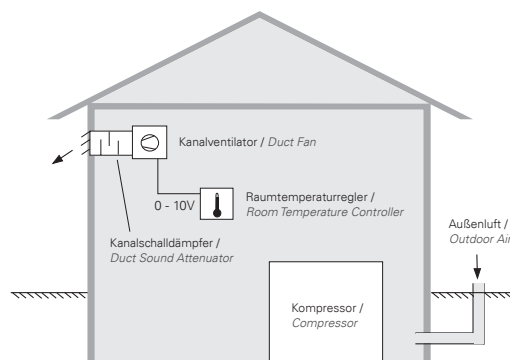 Kanalventilator / Duct Fan
0 - 10V
Raumtemperaturregler /
Room Temperature Controller
Kanalschalldämpfer /
Duct Sound Attenuator
Außenluft /
Outdoor Air
Kompressor /
Compressor